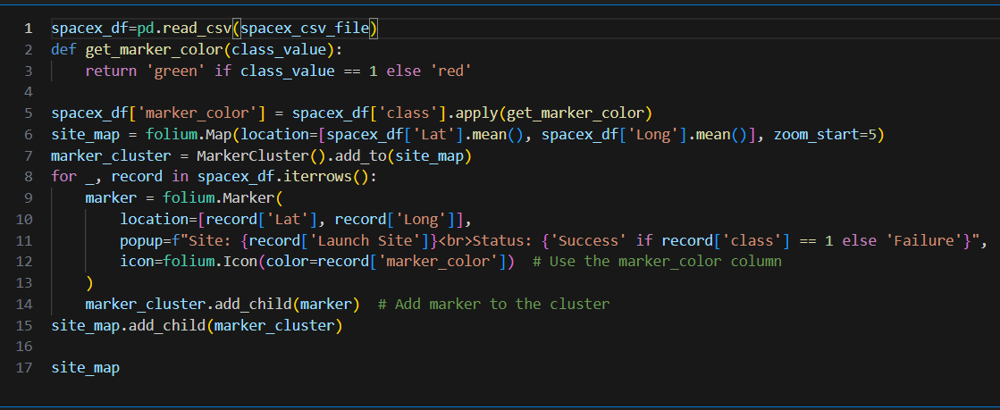 1 spacex_df=pd.read_csv(spacex_csv_file)
2 def get_marker_color(class_value):
3     return 'green' if class_value == 1 else 'red'
4
5 spacex_df['marker_color'] = spacex_df['class'].apply(get_marker_color)
6 site_map = folium.Map(location=[spacex_df['Lat'].mean(), spacex_df['Long'].mean()], zoom_start=5)
7 marker_cluster = MarkerCluster().add_to(site_map)
8 for _, record in spacex_df.iterrows():
9     marker = folium.Marker(
10         location=[record['Lat'], record['Long']],
11         popup=f"Site: {record['Launch Site']}<br>Status: {'Success' if record['class'] == 1 else 'Failure'}",
12         icon=folium.Icon(color=record['marker_color'])  # Use the marker_color column
13     )
14     marker_cluster.add_child(marker)  # Add marker to the cluster
15 site_map.add_child(marker_cluster)
16
17 site_map